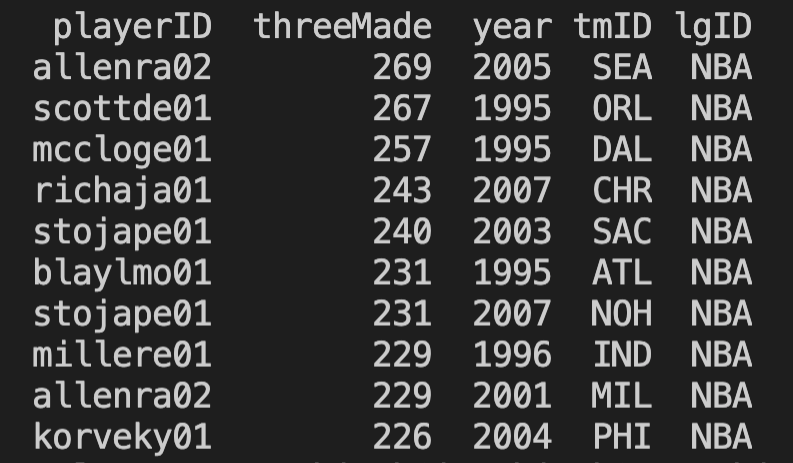 playerID threeMade year tmID lgID
allenra02 269 2005 SEA NBA
scottde01 267 1995 ORL NBA
mccloge01 257 1995 DAL NBA
richaja01 243 2007 CHR NBA
stojape01 240 2003 SAC NBA
blaylmo01 231 1995 ATL NBA
stojape01 231 2007 NOH NBA
millere01 229 1996 IND NBA
allenra02 229 2001 MIL NBA
korveky01 226 2004 PHI NBA